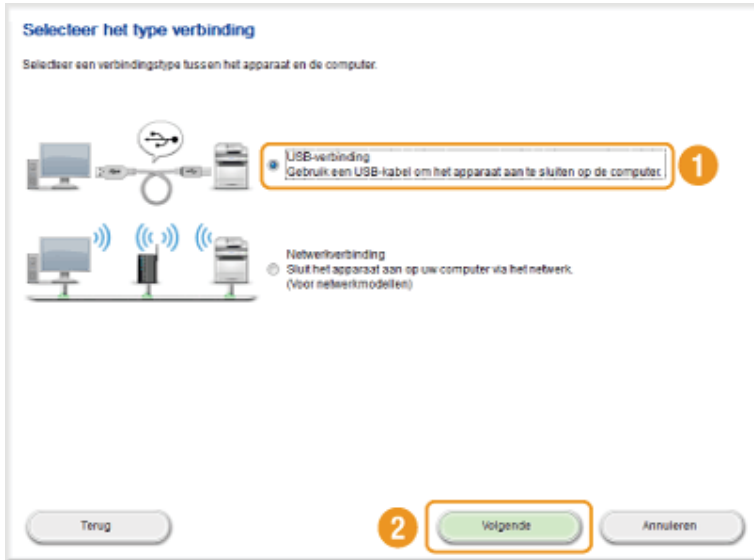 Selecteer het type verbinding
Selecteer een verbindingstype tussen het apparaat en de computer.
USB-verbinding
Gebruik een USB-kabel om het apparaat aan te sluiten op de computer.
1
Netwerkverbinding
Sluit het apparaat aan op uw computer via het netwerk.
(Voor netwerkmodellen)
Terug
2
Volgende
Annuleren